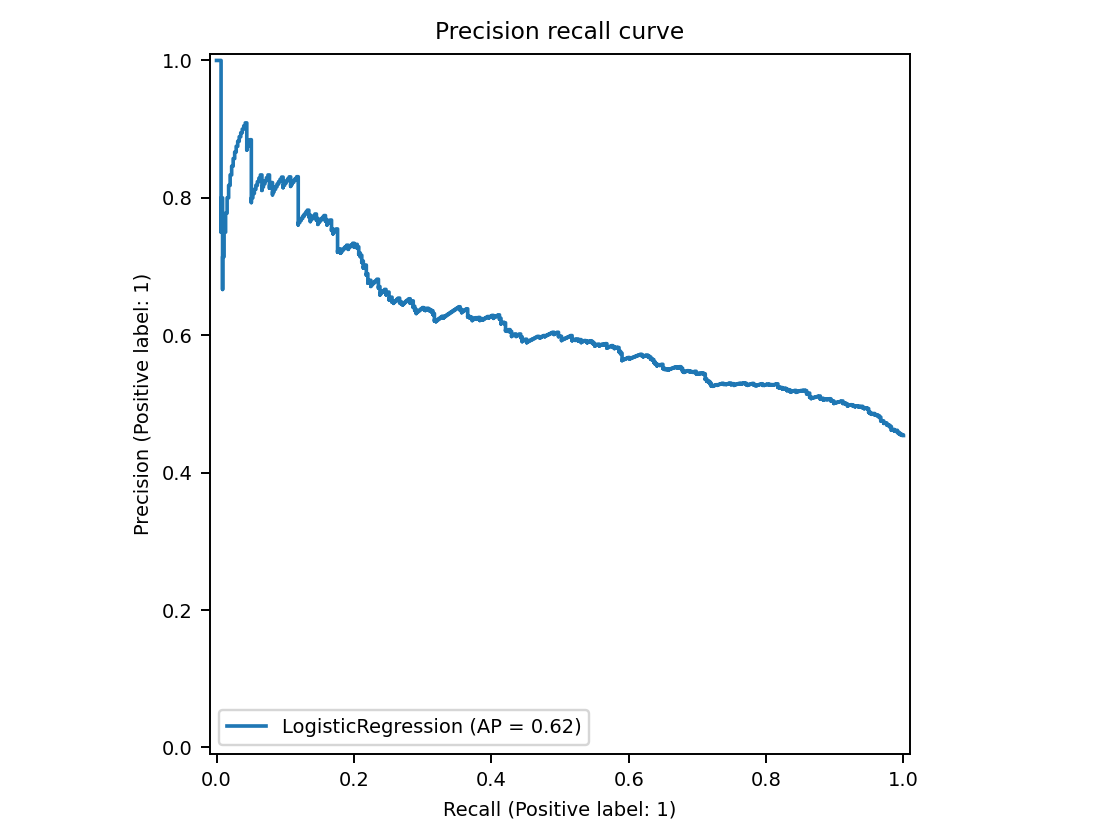 Precision recall curve
1.0
0.8
0.6
0.4
0.2
0.0
Precision (Positive label: 1)
LogisticRegression (AP = 0.62)
0.0 0.2 0.4 0.6 0.8 1.0
Recall (Positive label: 1)